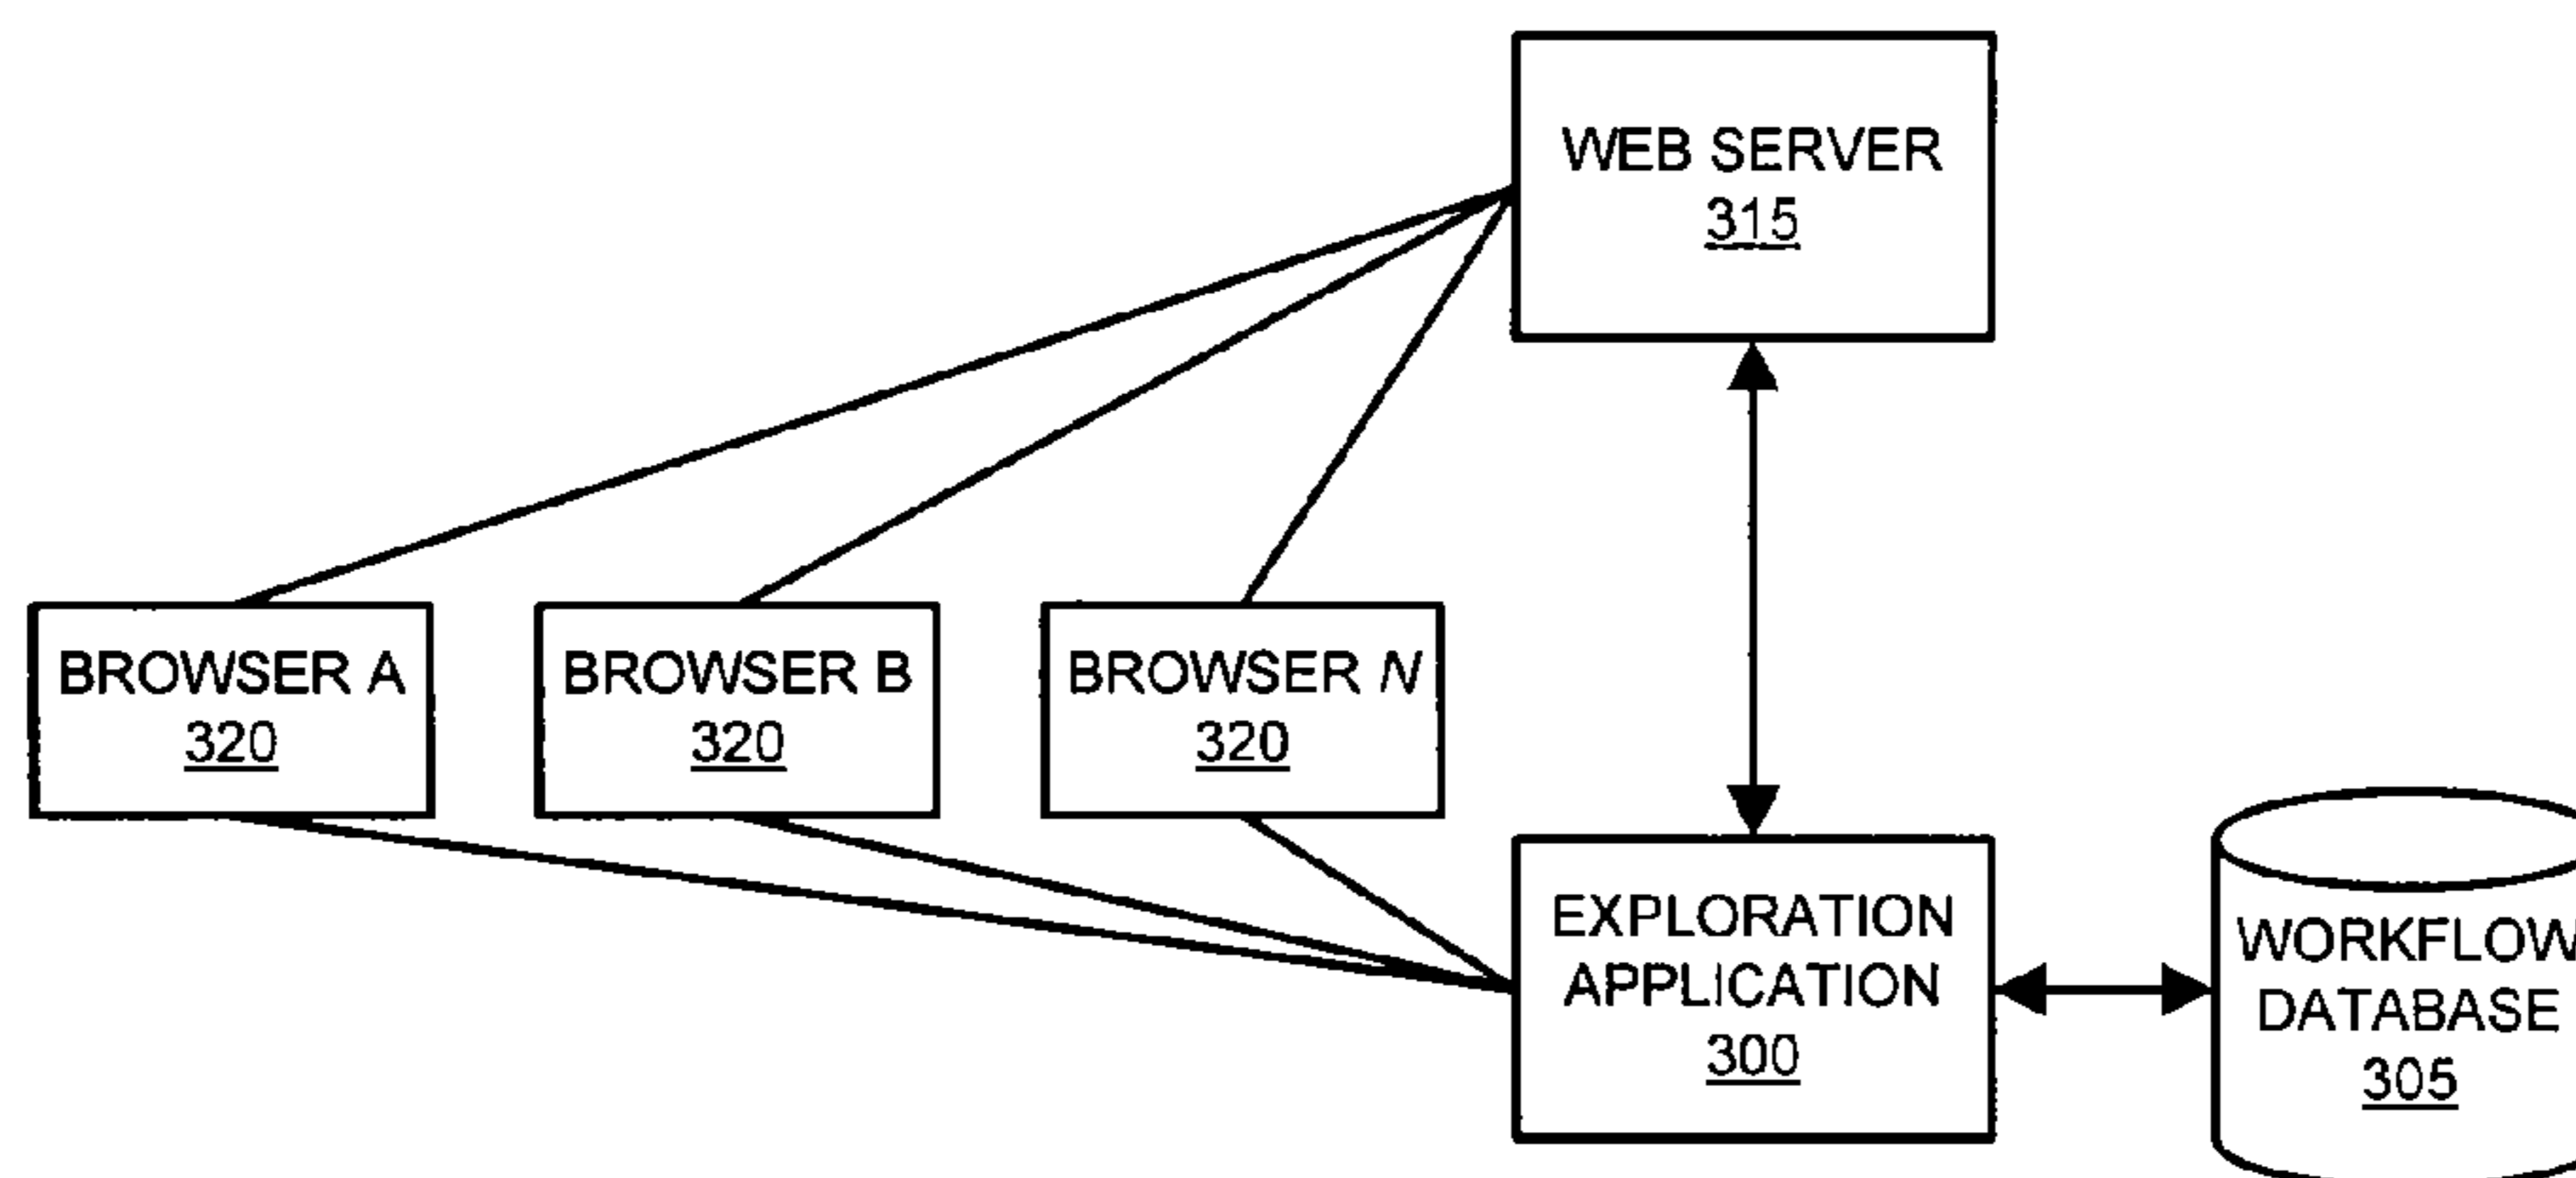 WEB SERVER
315
BROWSER A
320
BROWSER B
320
BROWSER N
320
EXPLORATION
APPLICATION
300
WORKFLOW
DATABASE
305